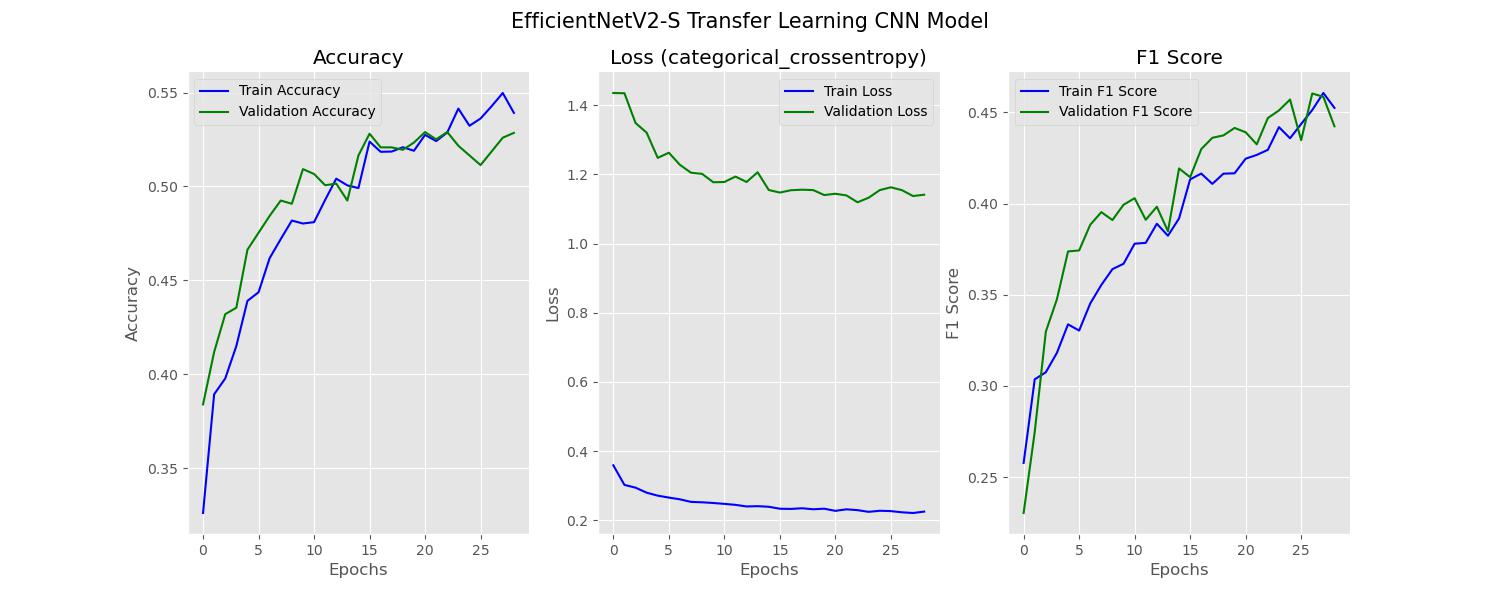 EfficientNetV2-S Transfer Learning CNN Model
Accuracy
Train Accuracy
Validation Accuracy
0.55
0.50
0.45
0.40
0.35
Accuracy
0 5 10 15 20 25
Epochs
Loss (categorical_crossentropy)
Train Loss
Validation Loss
1.4
1.2
1.0
0.8
0.6
0.4
0.2
Loss
0 5 10 15 20 25
Epochs
F1 Score
Train F1 Score
Validation F1 Score
0.45
0.40
0.35
0.30
0.25
F1 Score
0 5 10 15 20 25
Epochs